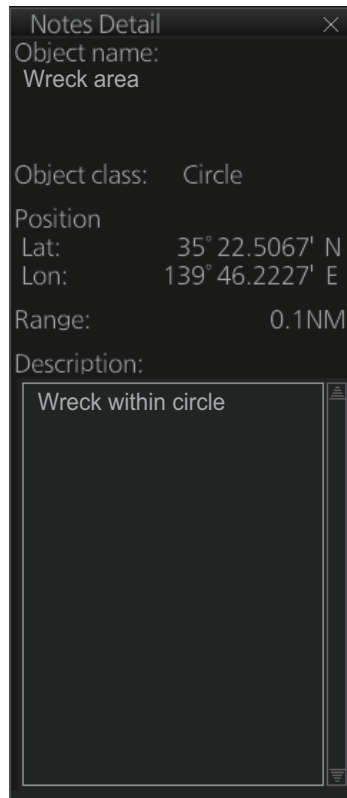 Notes Detail
Object name:
Wreck area
Object class: Circle
Position
Lat: 35° 22.5067' N
Lon: 139° 46.2227' E
Range: 0.1NM
Description:
Wreck within circle